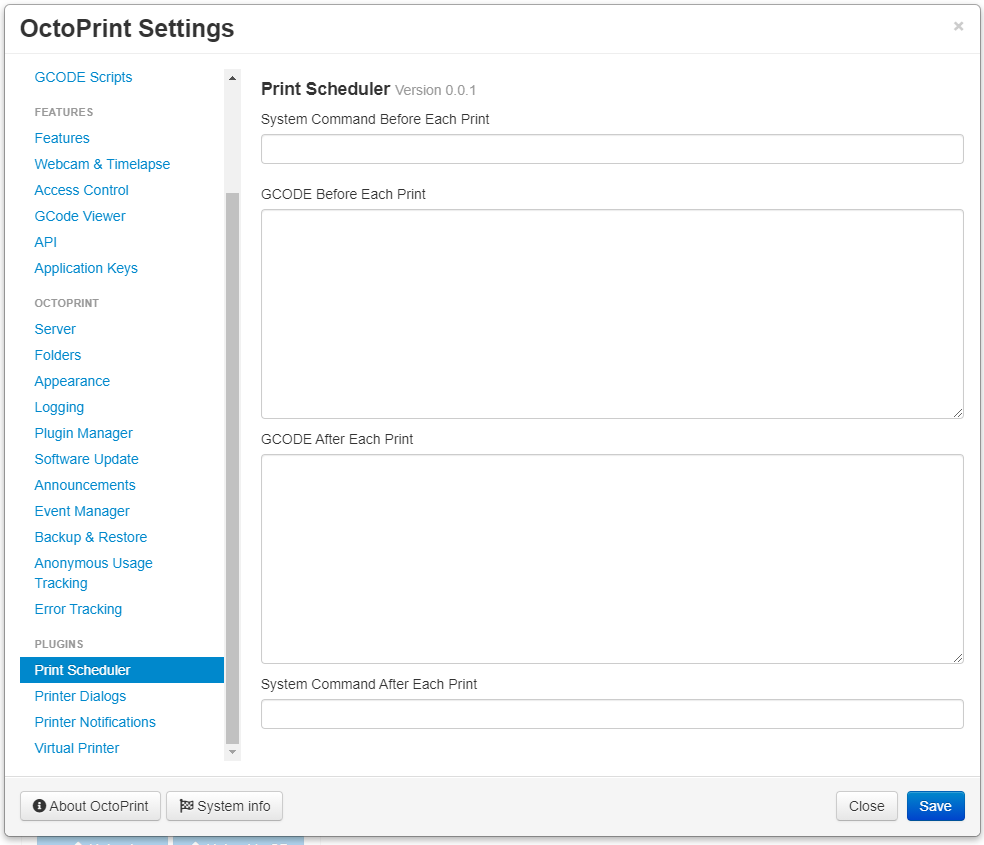 OctoPrint Settings
×
GCODE Scripts
FEATURES
Features
Webcam & Timelapse
Access Control
GCode Viewer
API
Application Keys
OCTOPRINT
Server
Folders
Appearance
Logging
Plugin Manager
Software Update
Announcements
Event Manager
Backup & Restore
Anonymous Usage
Tracking
Error Tracking
PLUGINS
Print Scheduler
Printer Dialogs
Printer Notifications
Virtual Printer
Print Scheduler Version 0.0.1
System Command Before Each Print
GCODE Before Each Print
GCODE After Each Print
System Command After Each Print
About OctoPrint
System info
Close
Save